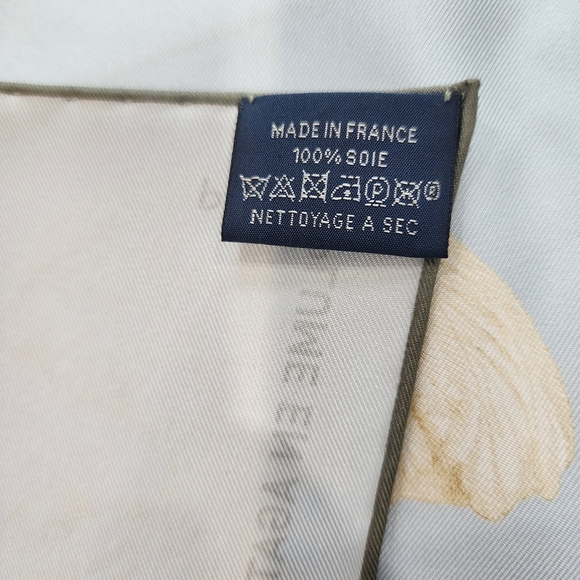 MADE IN FRANCE
100% SOIE
P ®
NETTOYAGE A SEC